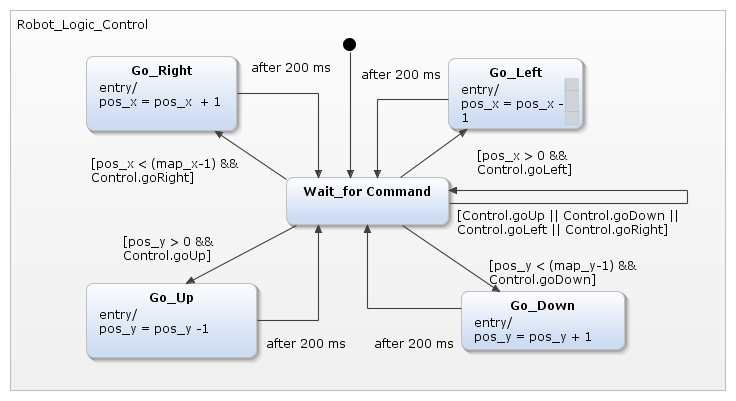 Robot_Logic_Control
Go_Right
entry/
pos_x = pos_x  + 1
after 200 ms
after 200 ms
Go_Left
entry/
pos_x = pos_x -
1
[pos_x < (map_x-1) &&
Control.goRight]
[pos_x > 0 &&
Control.goLeft]
Wait_for Command
[Control.goUp || Control.goDown ||
Control.goLeft || Control.goRight]
[pos_y > 0 &&
Control.goUp]
[pos_y < (map_y-1) &&
Control.goDown]
Go_Up
entry/
pos_y = pos_y -1
after 200 ms
after 200 ms
Go_Down
entry/
pos_y = pos_y + 1